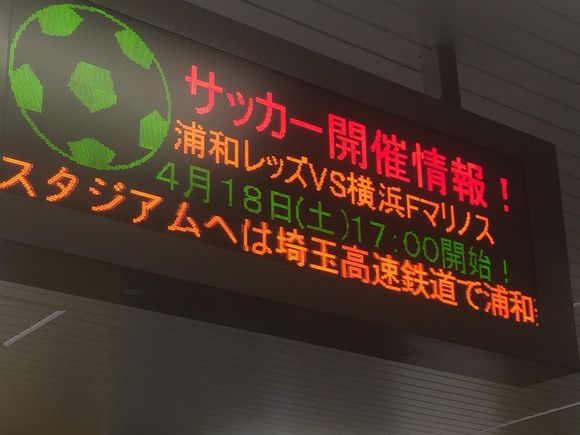 サッカー開催情報!
浦和レッズVS横浜Fマリノス
4月18日(土)17:00開始!
スタジアムへは埼玉高速鉄道で浦和